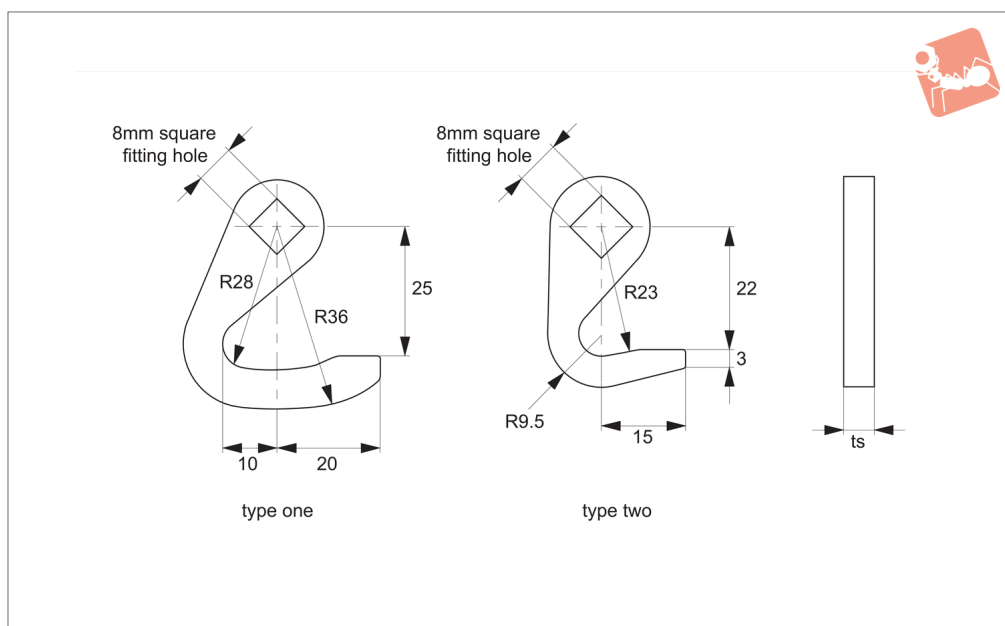 8mm square
fitting hole
R28
R36
25
10
20
type one
8mm square
fitting hole
R23
22
3
R9.5
15
type two
ts